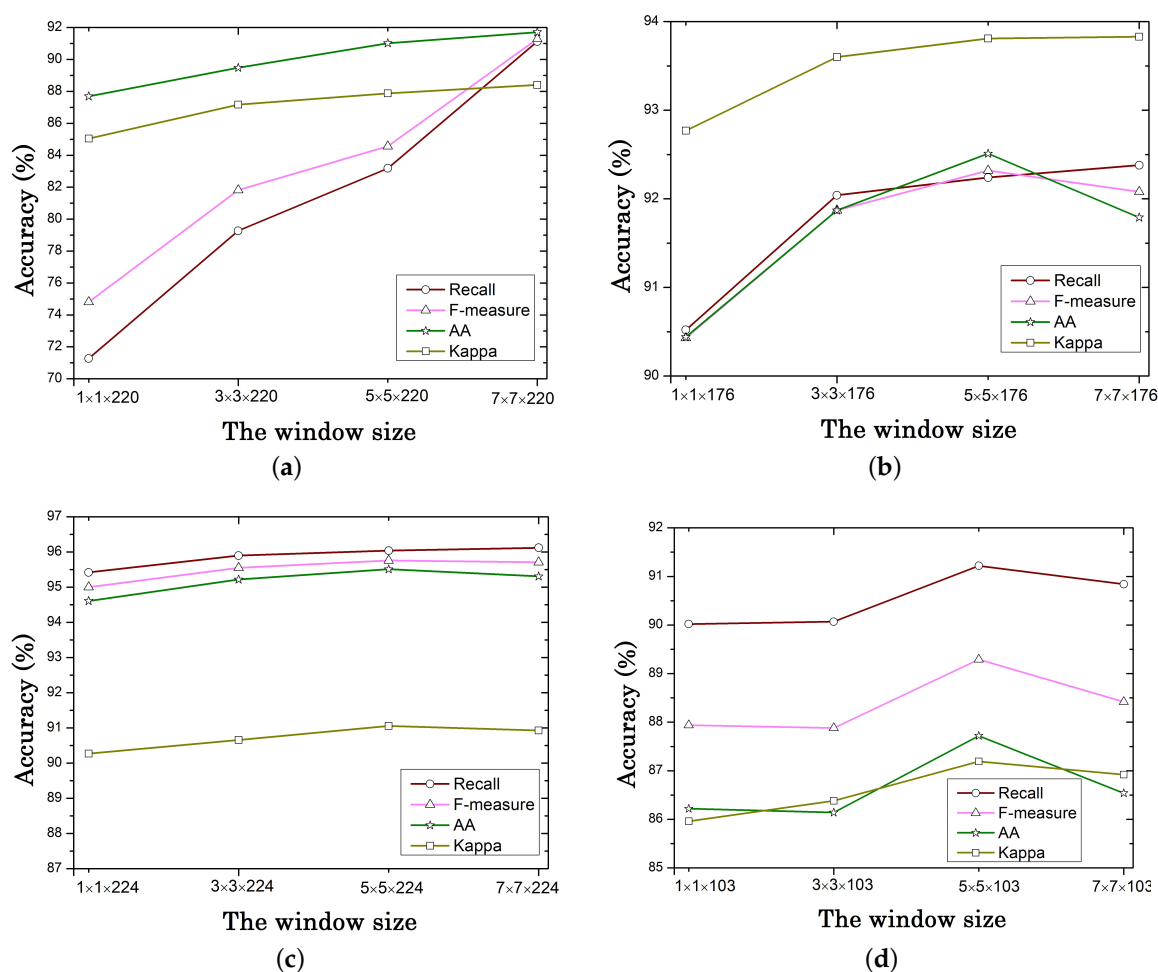 92
91
90
88
86
85
84
82
80
78
76
74
72
71
70
Accuracy (%)
Recall
F-measure
AA
Kappa
1×1×220
3×3×220
5×5×220
7×7×220
The window size
(a)
94
93
92
91
90
Accuracy (%)
Recall
F-measure
AA
Kappa
1×1×176
3×3×176
5×5×176
7×7×176
The window size
(b)
97
96
95
94
93
92
91
90
89
88
87
Accuracy (%)
Recall
F-measure
AA
Kappa
1×1×224
3×3×224
5×5×224
7×7×224
The window size
(c)
92
91
90
89
88
87
86
85
Accuracy (%)
Recall
F-measure
AA
Kappa
1×1×103
3×3×103
5×5×103
7×7×103
The window size
(d)